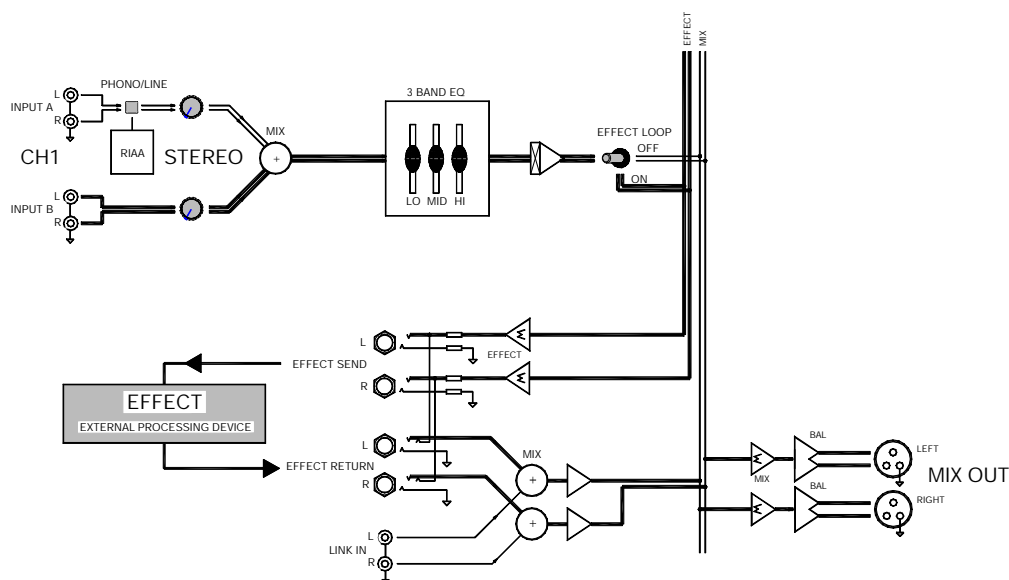 EFFECT
MIX
PHONO/LINE
3 BAND EQ
L
INPUT A
R
MIX
EFFECT LOOP
OFF
CH1
RIAA
STEREO
+
ON
L
INPUT B
R
LO MID HI
L
EFFECT SEND
EFFECT
R
EFFECT
EXTERNAL PROCESSING DEVICE
L
EFFECT RETURN
R
MIX
+
+
BAL
LEFT
MIX
MIX OUT
BAL
RIGHT
L
LINK IN
R